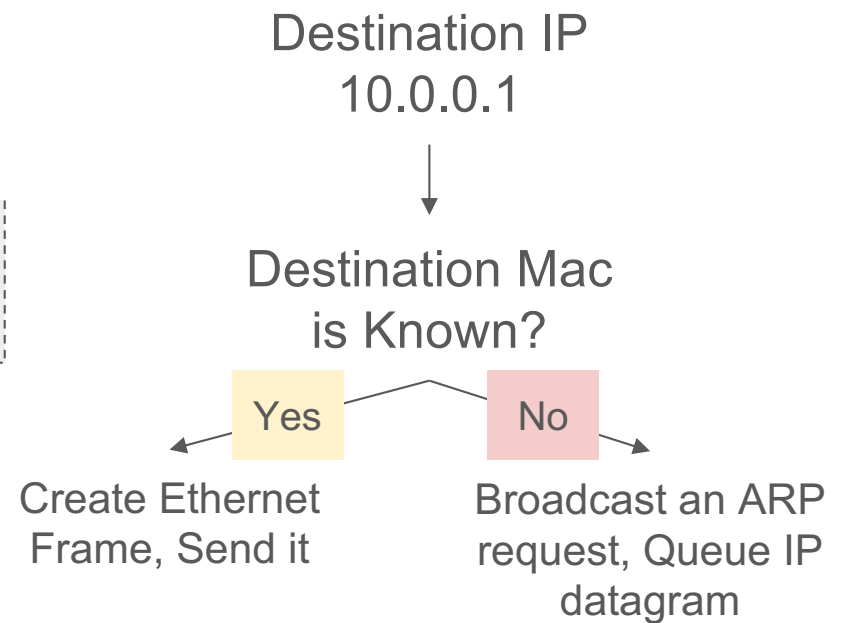 Destination IP
10.0.0.1
Destination Mac
is Known?
Yes
No
Create Ethernet
Frame, Send it
Broadcast an ARP
request, Queue IP
datagram